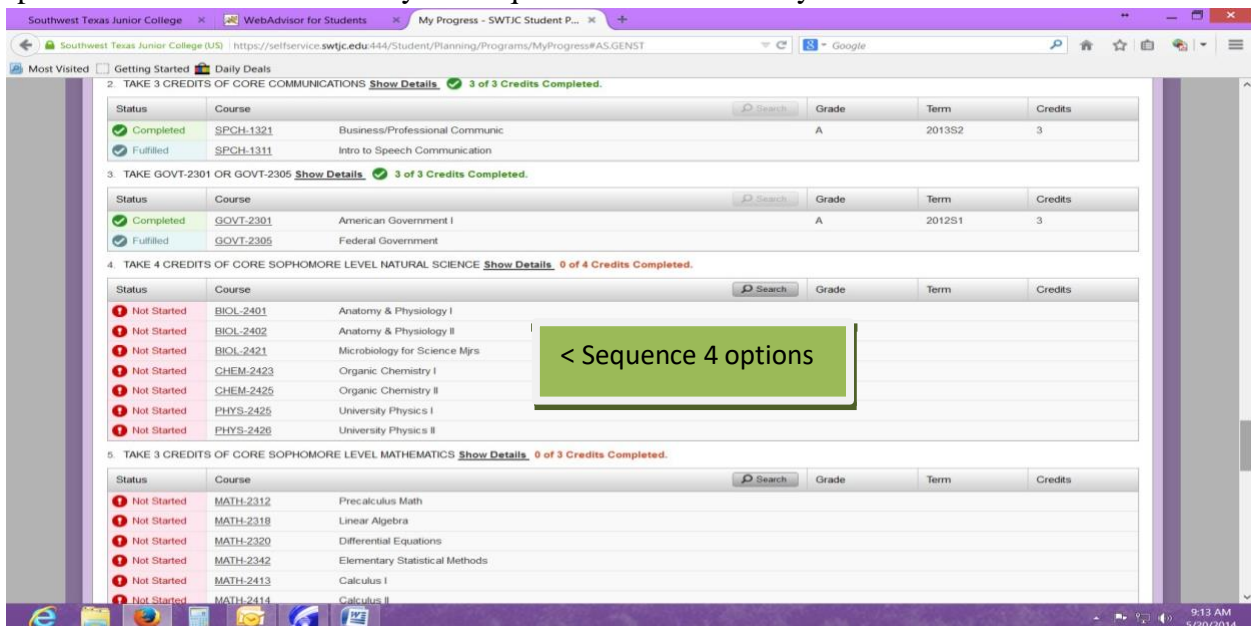 Southwest Texas Junior College × WebAdvisor for Students × My Progress - SWTJC Student P... × +
Southwest Texas Junior College (US) https://selfservice.swtjc.edu:444/Student/Planning/Programs/MyProgress#AS.GENST Google
Most Visited Getting Started Daily Deals
2. TAKE 3 CREDITS OF CORE COMMUNICATIONS Show Details 3 of 3 Credits Completed.
Status Course Search Grade Term Credits
Completed SPCH-1321 Business/Professional Communic A 2013S2 3
Fulfilled SPCH-1311 Intro to Speech Communication
3. TAKE GOVT-2301 OR GOVT-2305 Show Details 3 of 3 Credits Completed.
Status Course Search Grade Term Credits
Completed GOVT-2301 American Government I A 2012S1 3
Fulfilled GOVT-2305 Federal Government
4. TAKE 4 CREDITS OF CORE SOPHOMORE LEVEL NATURAL SCIENCE Show Details 0 of 4 Credits Completed.
Status Course Search Grade Term Credits
Not Started BIOL-2401 Anatomy & Physiology I
Not Started BIOL-2402 Anatomy & Physiology II
Not Started BIOL-2421 Microbiology for Science Mjrs
< Sequence 4 options
Not Started CHEM-2423 Organic Chemistry I
Not Started CHEM-2425 Organic Chemistry II
Not Started PHYS-2425 University Physics I
Not Started PHYS-2426 University Physics II
5. TAKE 3 CREDITS OF CORE SOPHOMORE LEVEL MATHEMATICS Show Details 0 of 3 Credits Completed.
Status Course Search Grade Term Credits
Not Started MATH-2312 Precalculus Math
Not Started MATH-2318 Linear Algebra
Not Started MATH-2320 Differential Equations
Not Started MATH-2342 Elementary Statistical Methods
Not Started MATH-2413 Calculus I
Not Started MATH-2414 Calculus II
9:13 AM
5/20/2014